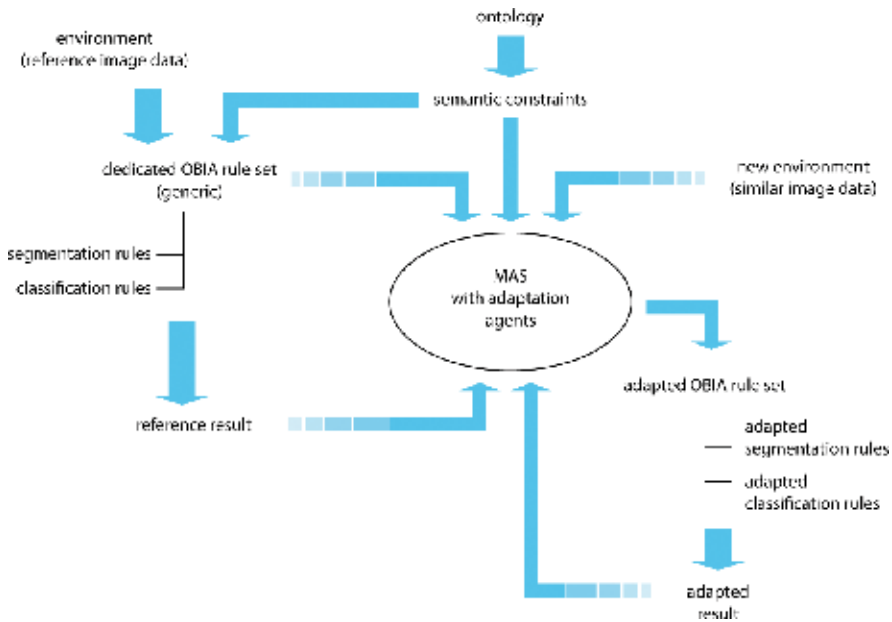 ontology
environment
(reference image data)
semantic constraints
dedicated OBIA rule set
(generic)
new environment
(similar image data)
segmentation rules
classification rules
MAS
with adaptation
agents
adapted OBIA rule set
reference result
adapted
segmentation rules
adapted
classification rules
adapted
result